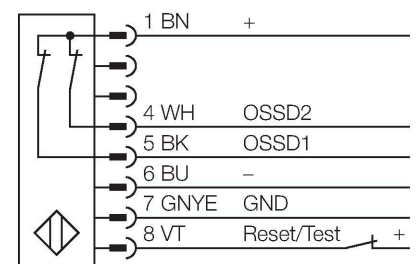 1 BN +
4 WH OSSD2
5 BK OSSD1
6 BU –
7 GNYE GND
8 VT Reset/Test +